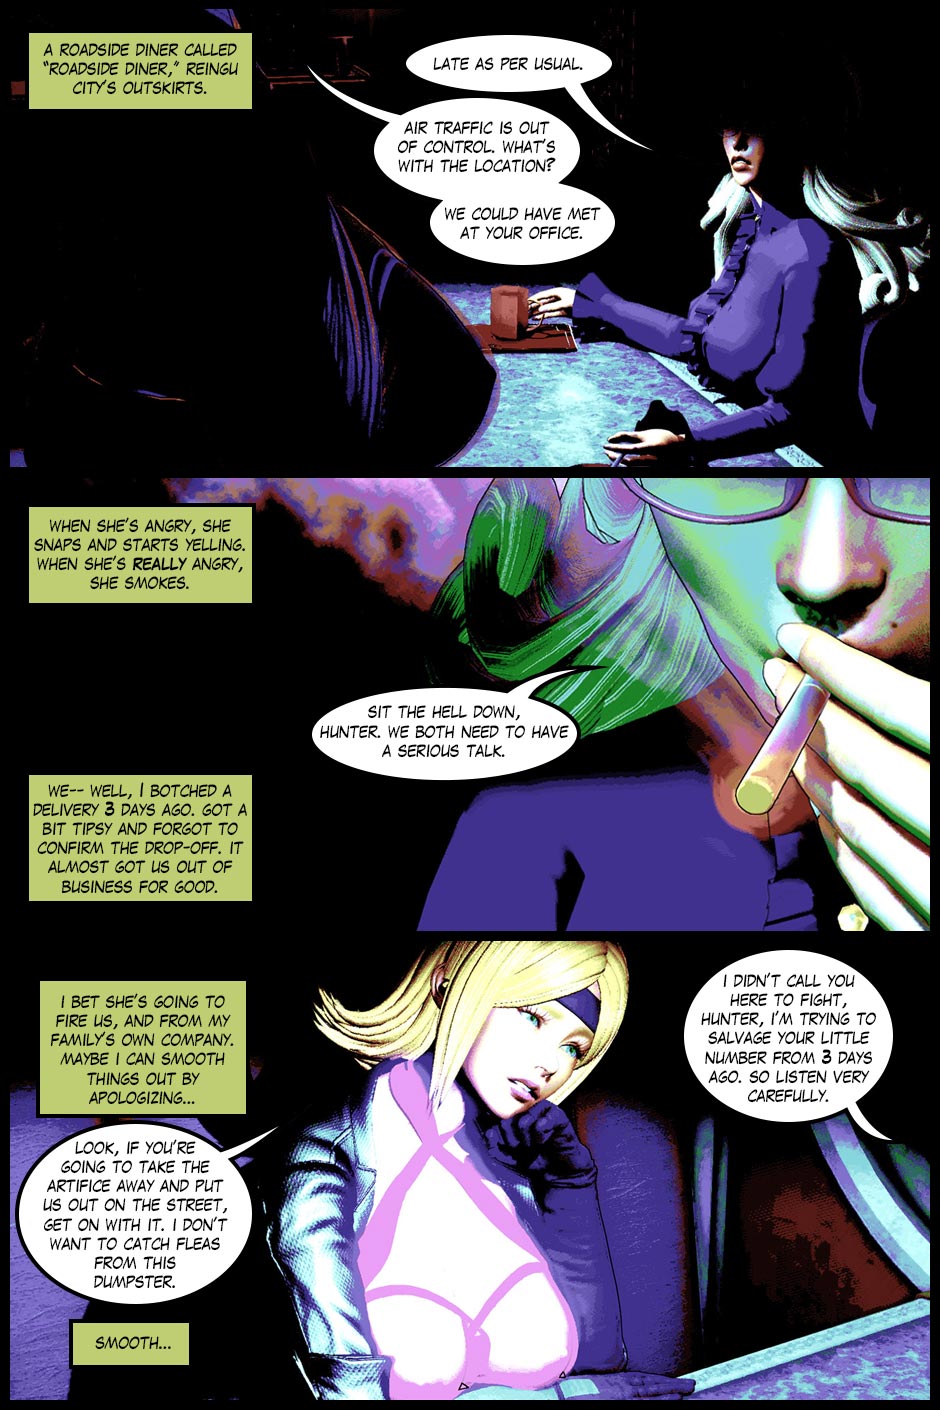 A ROADSIDE DINER CALLED
"ROADSIDE DINER," REINGU
CITY'S OUTSKIRTS.
LATE AS PER USUAL.
AIR TRAFFIC IS OUT
OF CONTROL. WHAT'S
WITH THE LOCATION?
WE COULD HAVE MET
AT YOUR OFFICE.
WHEN SHE'S ANGRY, SHE
SNAPS AND STARTS YELLING.
WHEN SHE'S REALLY ANGRY,
SHE SMOKES.
SIT THE HELL DOWN,
HUNTER. WE BOTH NEED TO HAVE
A SERIOUS TALK.
WE-- WELL, I BOTCHED A
DELIVERY 3 DAYS AGO. GOT A
BIT TIPSY AND FORGOT TO
CONFIRM THE DROP-OFF. IT
ALMOST GOT US OUT OF
BUSINESS FOR GOOD.
I BET SHE'S GOING TO
FIRE US, AND FROM MY
FAMILY'S OWN COMPANY.
MAYBE I CAN SMOOTH
THINGS OUT BY
APOLOGIZING...
LOOK, IF YOU'RE
GOING TO TAKE THE
ARTIFICE AWAY AND PUT
US OUT ON THE STREET,
GET ON WITH IT. I DON'T
WANT TO CATCH FLEAS
FROM THIS
DUMPSTER.
I DIDN'T CALL YOU
HERE TO FIGHT,
HUNTER, I'M TRYING TO
SALVAGE YOUR LITTLE
NUMBER FROM 3 DAYS
AGO. SO LISTEN VERY
CAREFULLY.
SMOOTH...